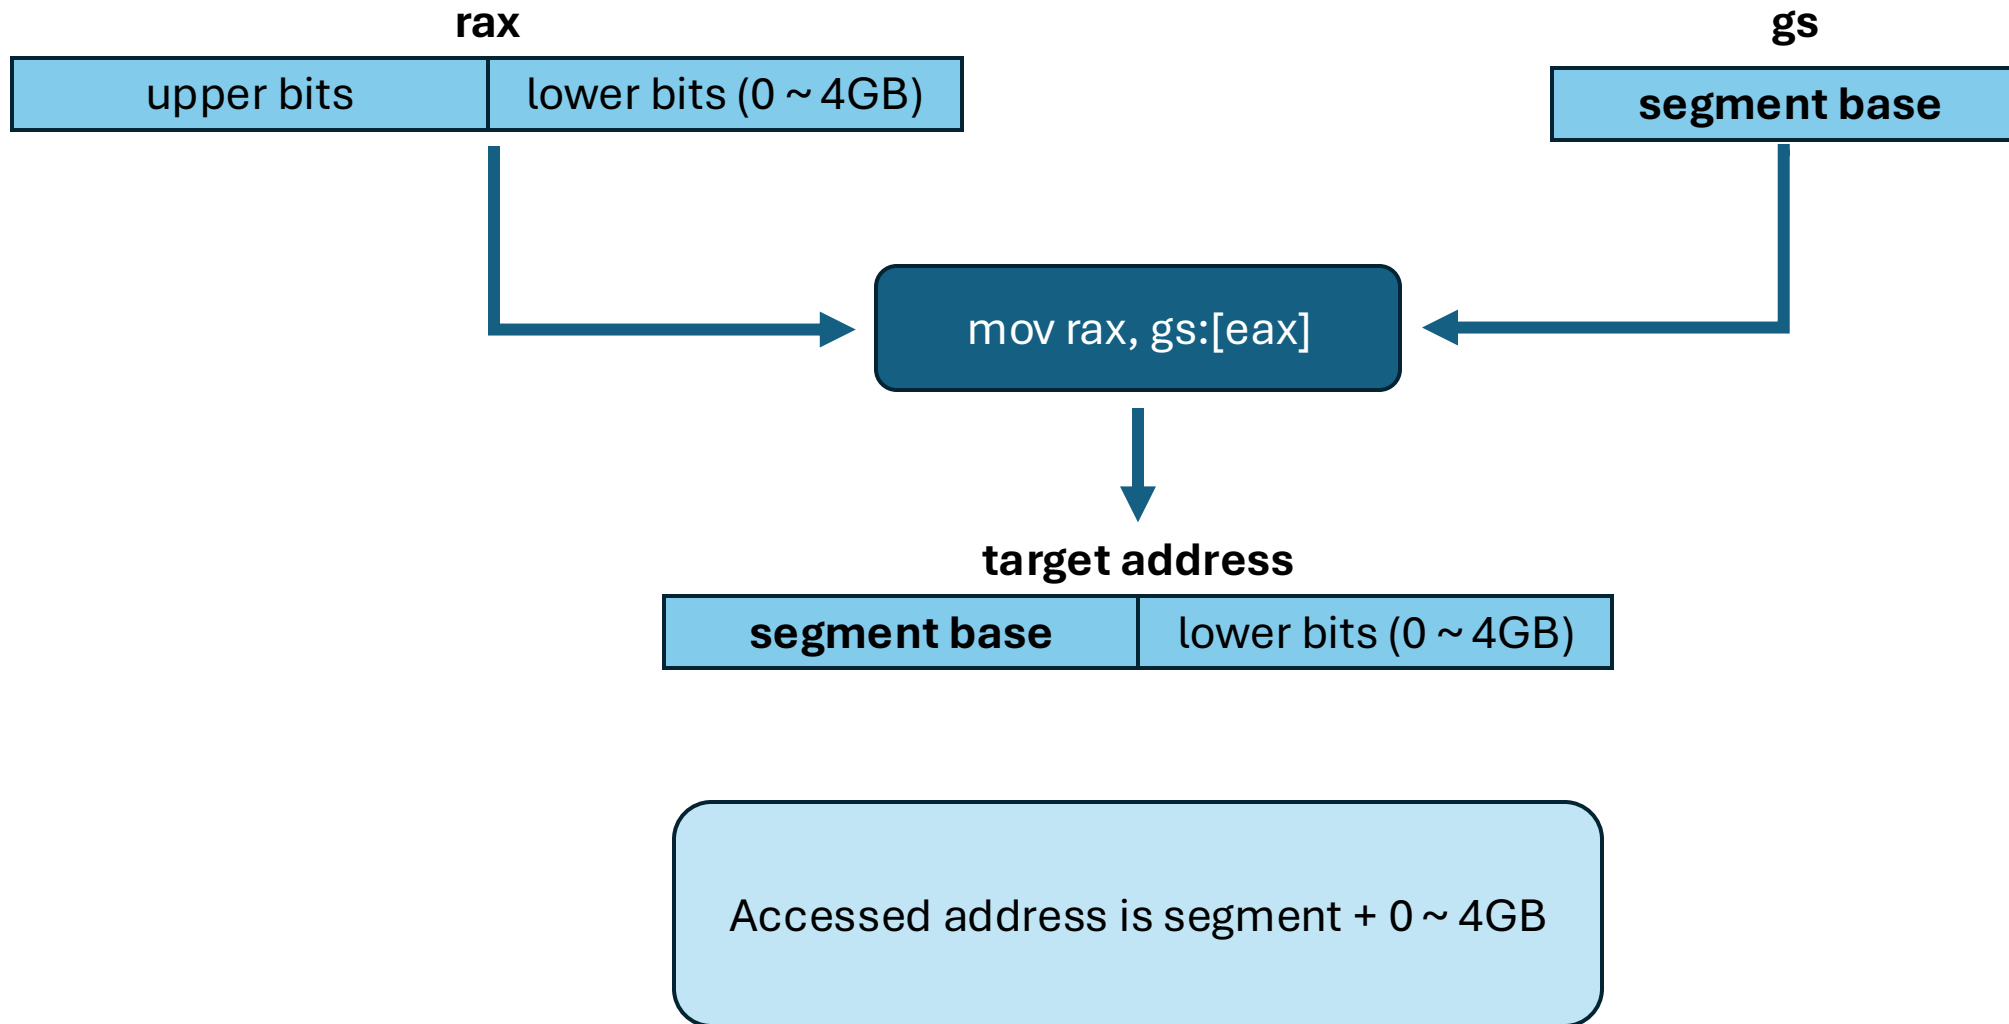 rax
gs
upper bits
lower bits (0 ~ 4GB)
segment base
mov rax, gs:[eax]
target address
segment base
lower bits (0 ~ 4GB)
Accessed address is segment + 0 ~ 4GB